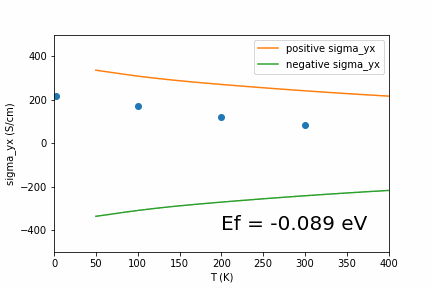 positive sigma_yx
negative sigma_yx
400
200
0
−200
−400
sigma_yx (S/cm)
Ef = -0.089 eV
0
50
100
150
200
250
300
350
400
T (K)